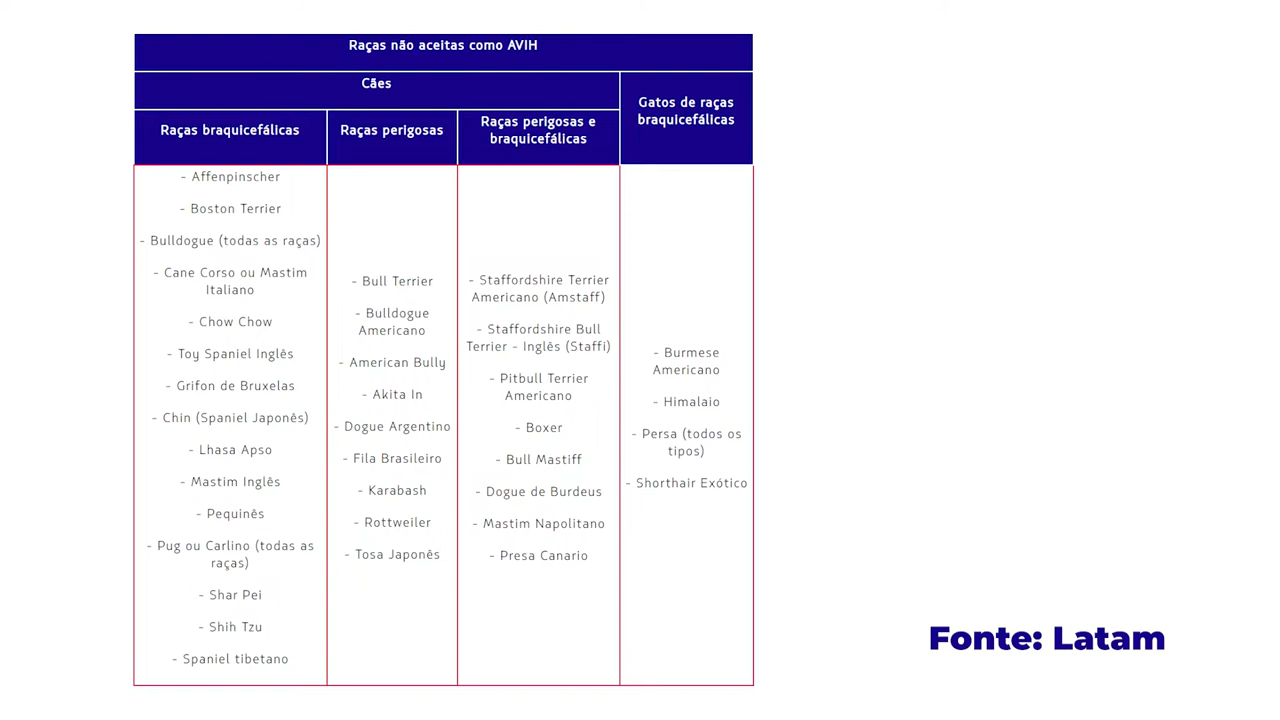 Raças não aceitas como AVIH
Cães
Gatos de raças
braquicefálicas
Raças braquicefálicas
Raças perigosas
Raças perigosas e
braquicefálicas
- Affenpinscher
- Boston Terrier
- Bulldogue (todas as raças)
- Cane Corso ou Mastim
Italiano
- Chow Chow
- Toy Spaniel Inglês
- Grifon de Bruxelas
- Chin (Spaniel Japonês)
- Lhasa Apso
- Mastim Inglês
- Pequinês
- Pug ou Carlino (todas as
raças)
- Shar Pei
- Shih Tzu
- Spaniel tibetano
- Bull Terrier
- Bulldogue
Americano
- American Bully
- Akita In
- Dogue Argentino
- Fila Brasileiro
- Karabash
- Rottweiler
- Tosa Japonês
- Staffordshire Terrier
Americano (Amstaff)
- Staffordshire Bull
Terrier - Inglês (Staffi)
- Pitbull Terrier
Americano
- Boxer
- Bull Mastiff
- Dogue de Burdeus
- Mastim Napolitano
- Presa Canario
- Burmese
Americano
- Himalaio
- Persa (todos os
tipos)
- Shorthair Exótico
Fonte: Latam